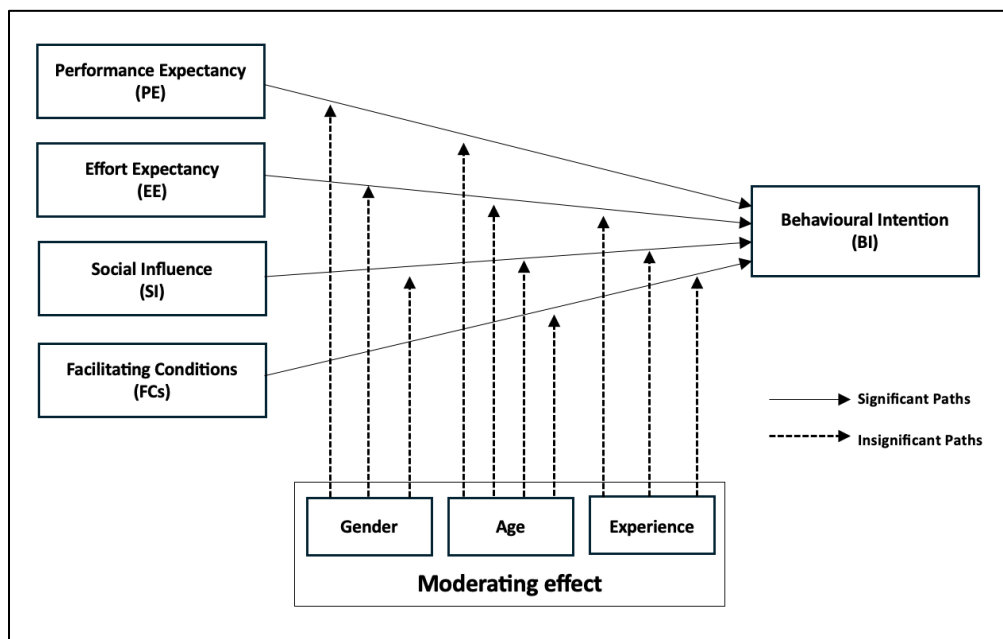 Performance Expectancy
(PE)
Effort Expectancy
(EE)
Social Influence
(SI)
Facilitating Conditions
(FCs)
Behavioural Intention
(BI)
Significant Paths
Insignificant Paths
Gender
Age
Experience
Moderating effect